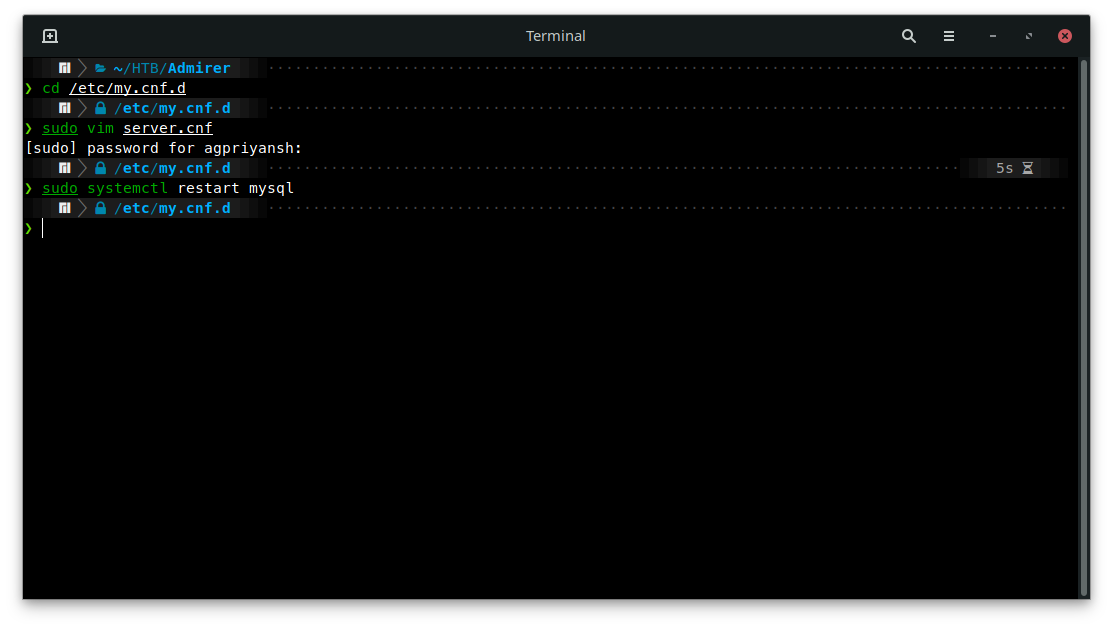 Terminal
~/HTB/Admirer
❯ cd /etc/my.cnf.d
/etc/my.cnf.d
❯ sudo vim server.cnf
[sudo] password for agpriyansh:
/etc/my.cnf.d 5s
❯ sudo systemctl restart mysql
/etc/my.cnf.d
❯